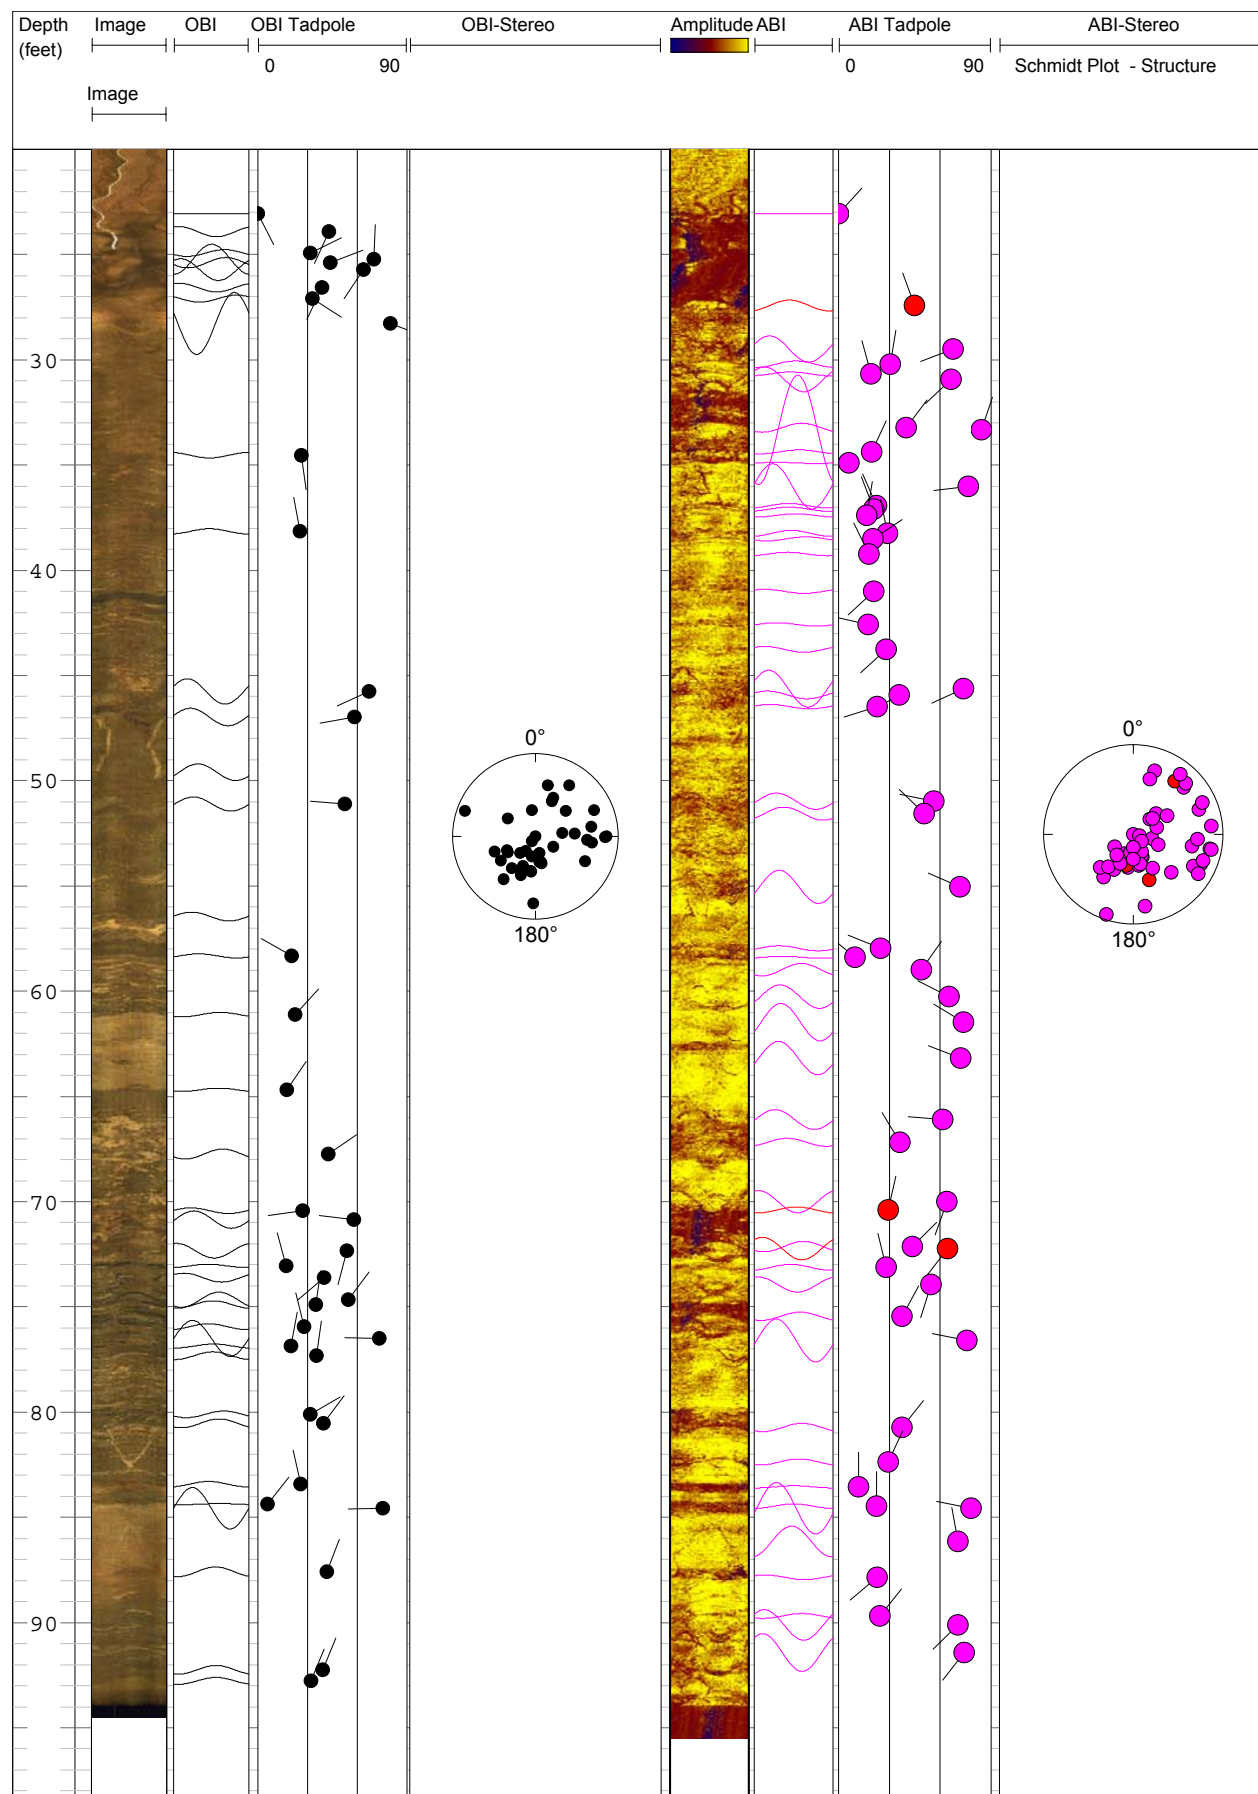 Depth Image OBI OBI Tadpole OBI-Stereo Amplitude ABI ABI Tadpole ABI-Stereo
(feet)
0 90 0 90 Schmidt Plot - Structure
Image
30
40
0° 0°
50
180° 180°
60
70
80
90